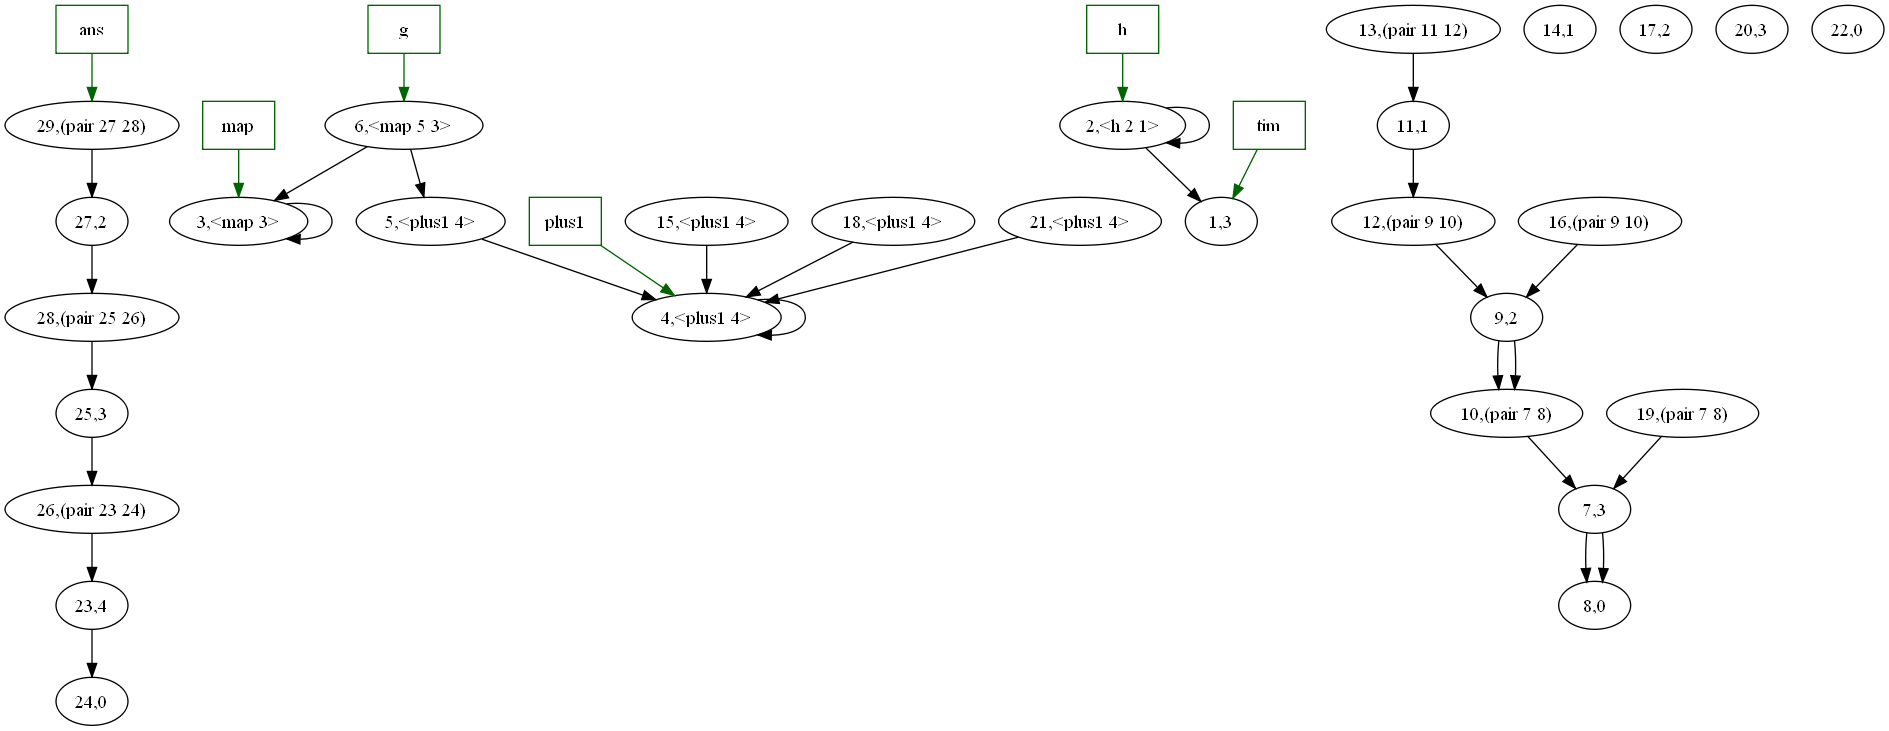 ans
g
h
13,(pair 11 12)
14,1
17,2
20,3
22,0
29,(pair 27 28)
map
6,<map 5 3>
2,<h 2 1>
tim
11,1
27,2
3,<map 3>
5,<plus1 4>
plus1
15,<plus1 4>
18,<plus1 4>
21,<plus1 4>
1,3
12,(pair 9 10)
16,(pair 9 10)
28,(pair 25 26)
4,<plus1 4>
9,2
25,3
10,(pair 7 8)
19,(pair 7 8)
26,(pair 23 24)
7,3
23,4
8,0
24,0